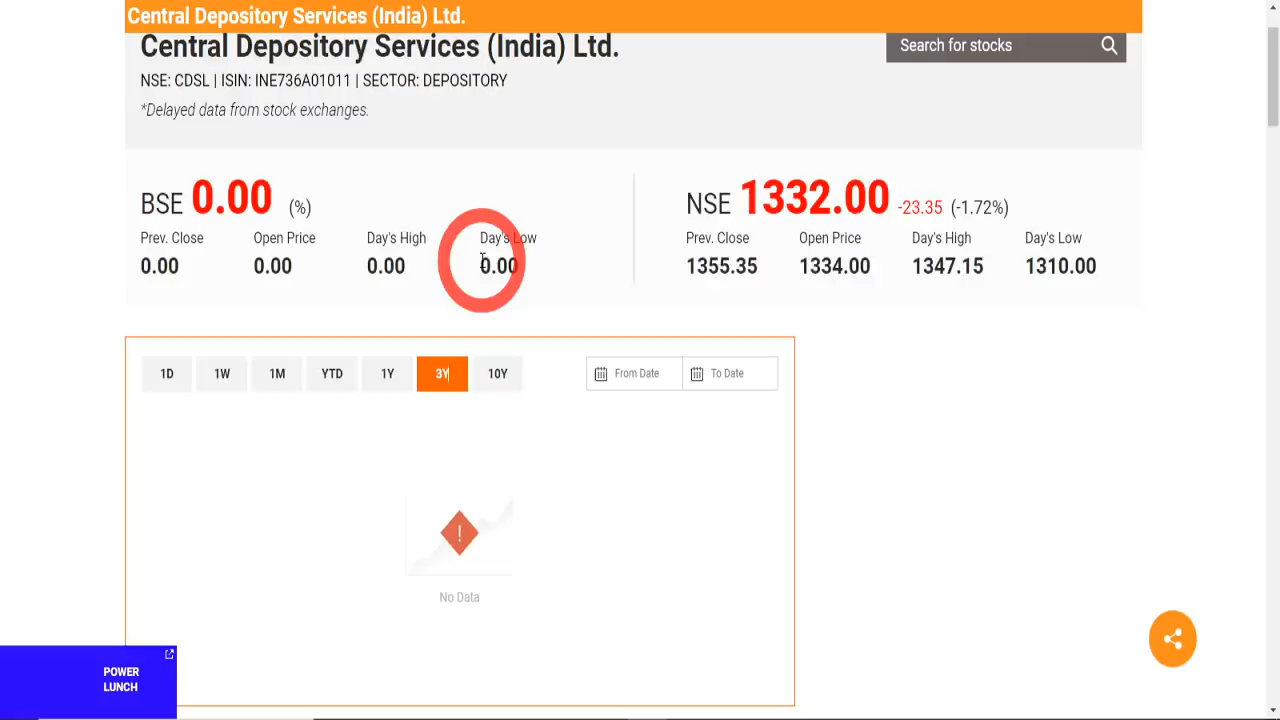 Central Depository Services (India) Ltd.
Central Depository Services (India) Ltd.
Search for stocks
NSE: CDSL | ISIN: INE736A01011 | SECTOR: DEPOSITORY
*Delayed data from stock exchanges.
BSE 0.00 (%)
Prev. Close Open Price Day's High Day's Low
0.00 0.00 0.00 0.00
NSE 1332.00 -23.35 (-1.72%)
Prev. Close Open Price Day's High Day's Low
1355.35 1334.00 1347.15 1310.00
1D 1W 1M YTD 1Y 3Y 10Y From Date To Date
!
No Data
POWER
LUNCH